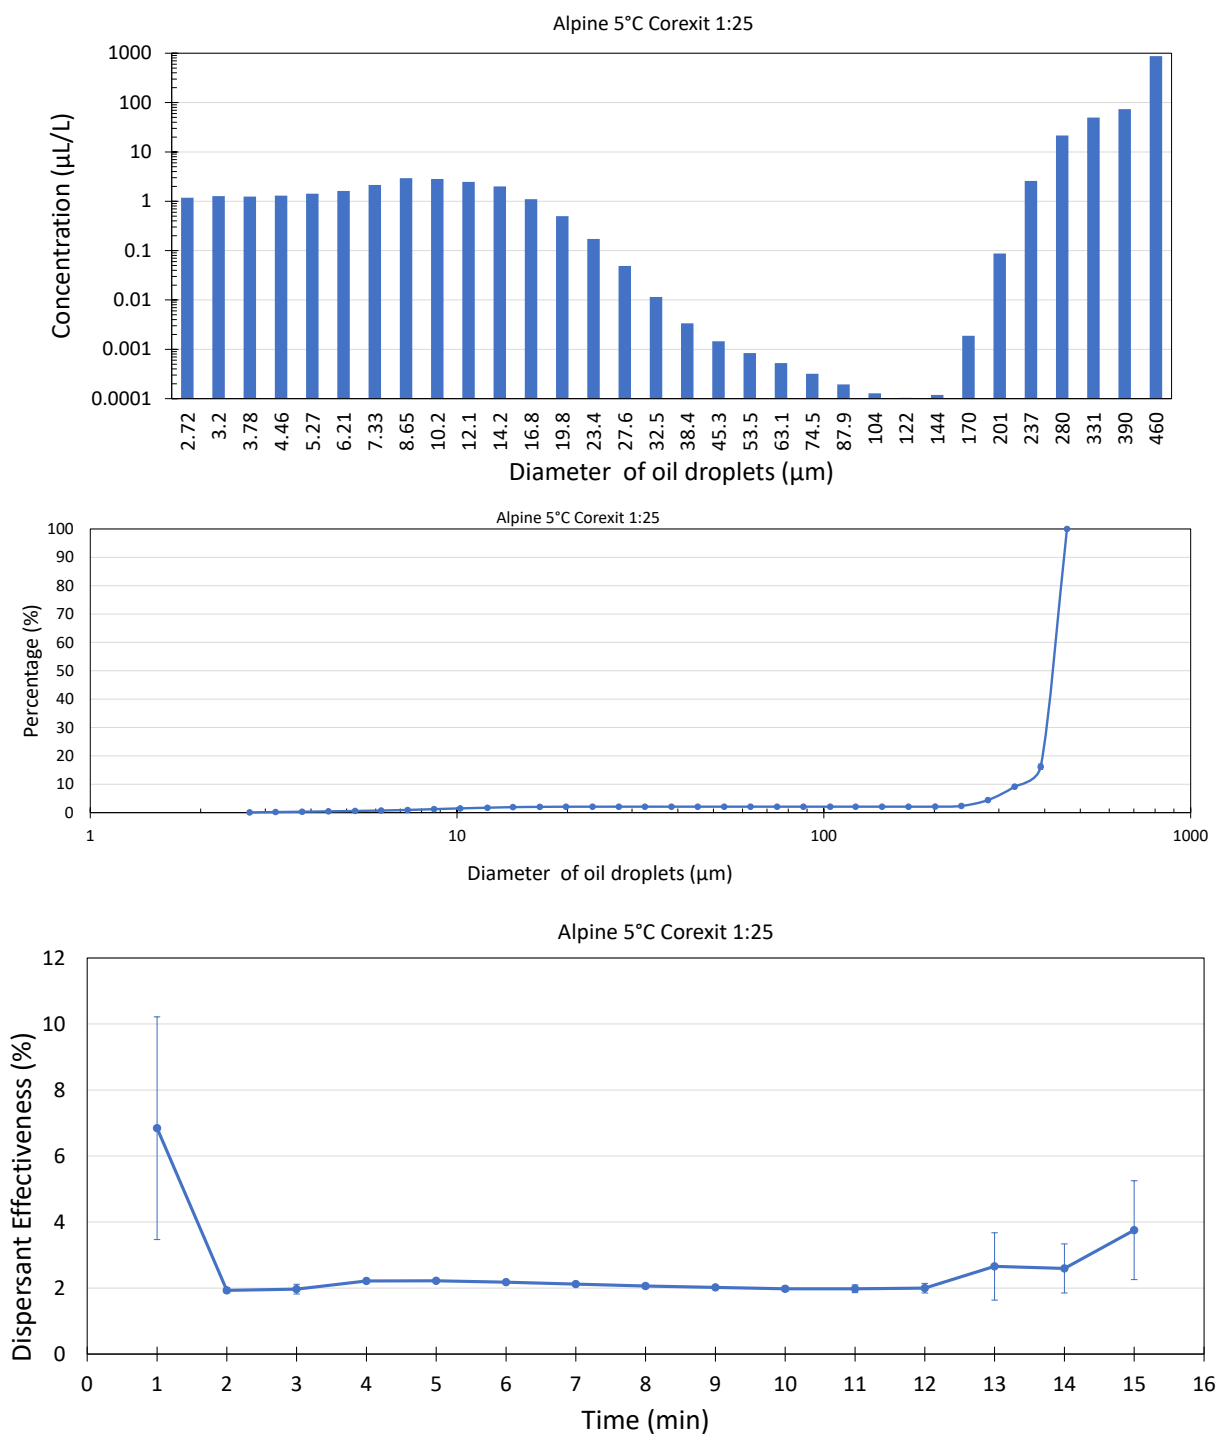 Alpine 5°C Corexit 1:25
Concentration (µL/L)
1000
100
10
1
0.1
0.01
0.001
0.0001
2.72 3.2 3.78 4.46 5.27 6.21 7.33 8.65 10.2 12.1 14.2 16.8 19.8 23.4 27.6 32.5 38.4 45.3 53.5 63.1 74.5 87.9 104 122 144 170 201 237 280 331 390 460
Diameter of oil droplets (µm)
Alpine 5°C Corexit 1:25
Percentage (%)
100
90
80
70
60
50
40
30
20
10
0
1 10 100 1000
Diameter of oil droplets (µm)
Alpine 5°C Corexit 1:25
Dispersant Effectiveness (%)
12
10
8
6
4
2
0
0 1 2 3 4 5 6 7 8 9 10 11 12 13 14 15 16
Time (min)